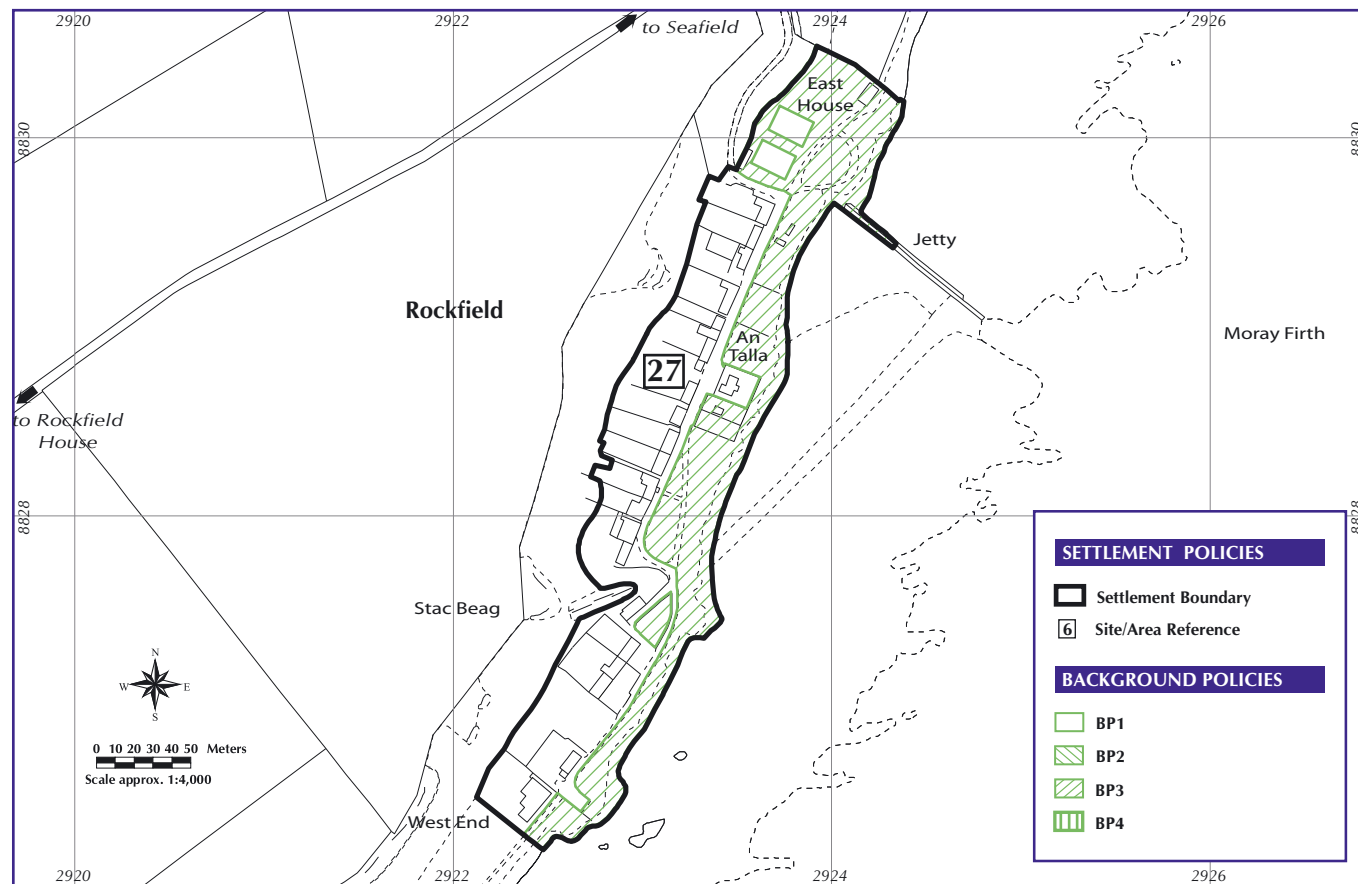 2920
2922
2924
2926
to Seafield
East
House
8830
8830
Jetty
Rockfield
Moray Firth
An
Talla
27
to Rockfield
House
8828
8828
SETTLEMENT POLICIES
Settlement Boundary
6 Site/Area Reference
BACKGROUND POLICIES
BP1
BP2
BP3
BP4
Stac Beag
N
W E
S
0 10 20 30 40 50 Meters
Scale approx. 1:4,000
West End
2920
2922
2924
2926